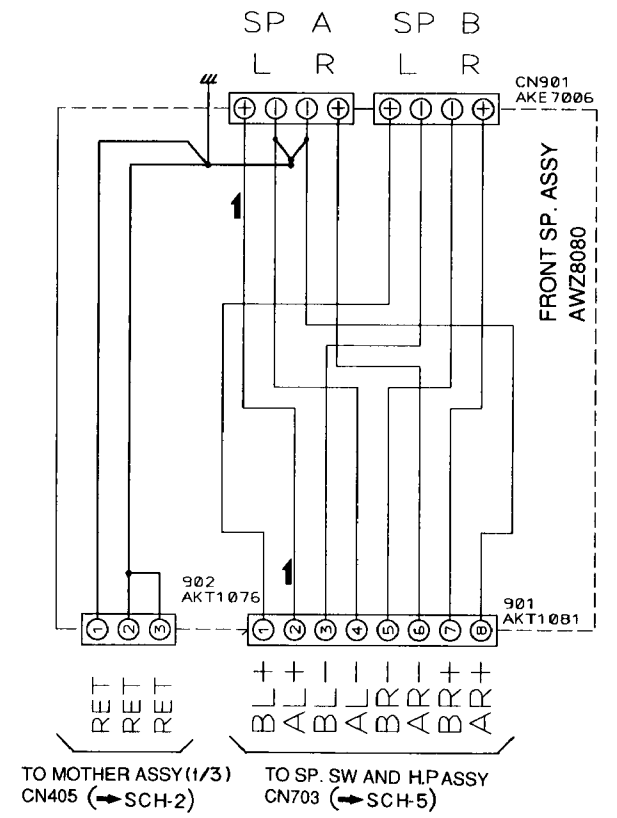 SP A SP B
L R L R
CN901
AKE7006
+ − − + + − − +
FRONT SP. ASSY
AWZ8080
902
AKT1076
901
AKT1081
1 2 3
1 2 3 4 5 6 7 8
RET
RET
RET
BL+
AL+
BL−
AL−
BR−
AR−
BR+
AR+
TO MOTHER ASSY(1/3)
CN405 (➡SCH-2)
TO SP. SW AND H.P ASSY
CN703 (➡SCH-5)